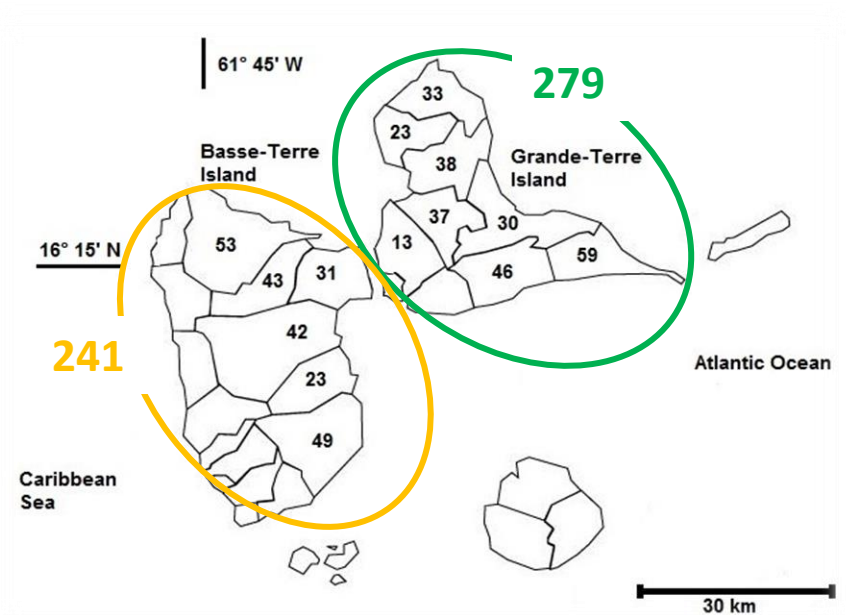 61° 45' W
279
33
23
Basse-Terre
Island
38
Grande-Terre
Island
37
30
13
53
16° 15' N
59
46
31
43
42
241
Atlantic Ocean
23
49
Caribbean
Sea
30 km